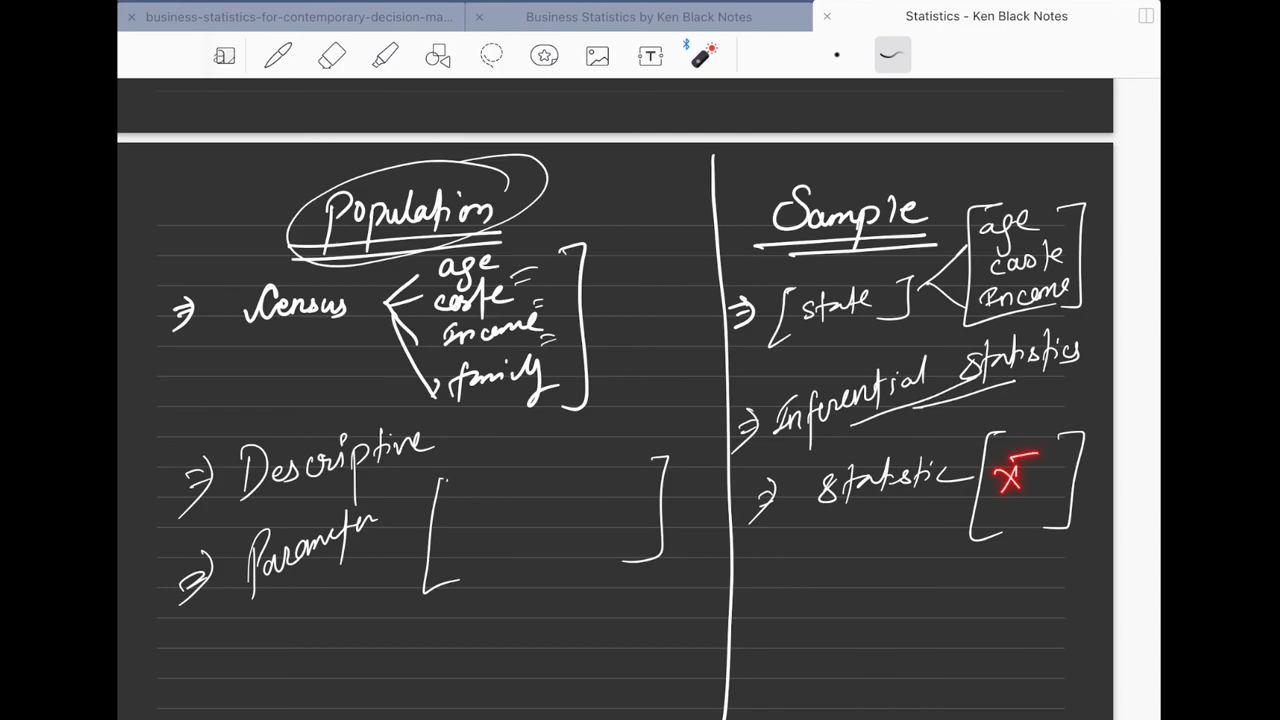 business-statistics-for-contemporary-decision-ma...
Business Statistics by Ken Black Notes
Statistics - Ken Black Notes
T
Population
⇒ Census
age
caste
Income
family
⇒ Descriptive
⇒ Parameter [ ]
Sample
⇒ [state]
age
caste
Income
⇒ Inferential statistics
⇒ statistic [x̄ ]